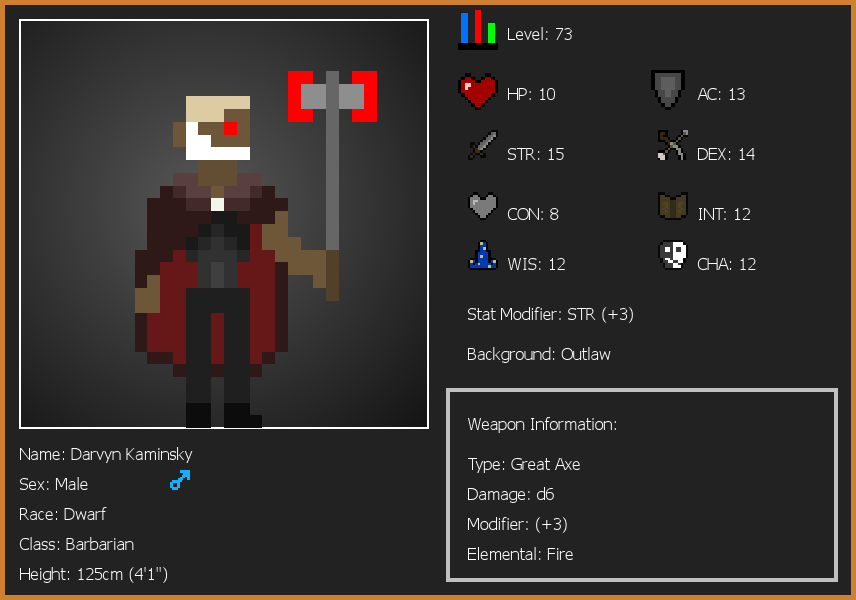 Level: 73
HP: 10
AC: 13
STR: 15
DEX: 14
CON: 8
INT: 12
WIS: 12
CHA: 12
Stat Modifier: STR (+3)
Background: Outlaw
Weapon Information:
Type: Great Axe
Damage: d6
Modifier: (+3)
Elemental: Fire
Name: Darvyn Kaminsky
Sex: Male
Race: Dwarf
Class: Barbarian
Height: 125cm (4'1")